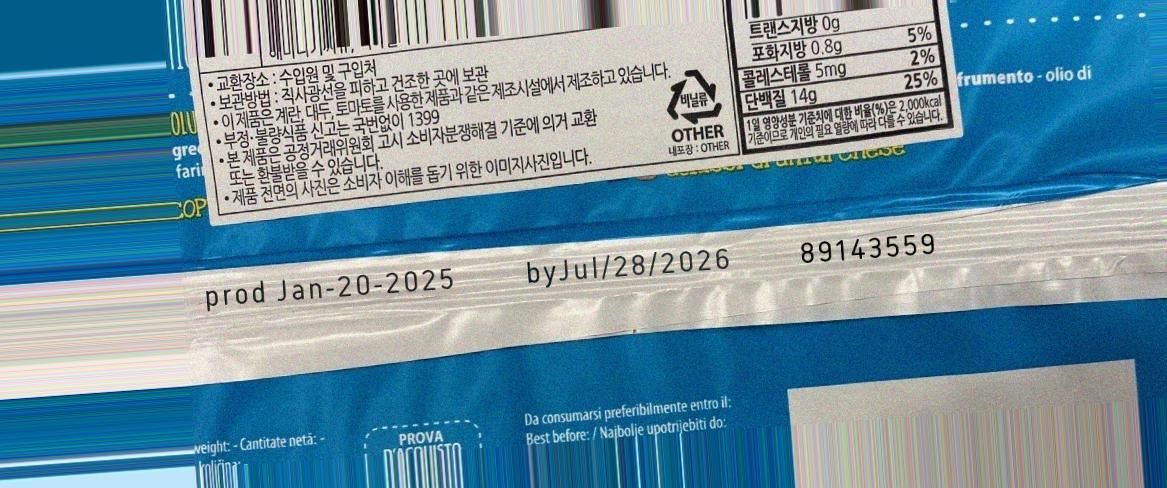 • 교환장소 : 수입원 및 구입처
• 보관방법 : 직사광선을 피하고 건조한 곳에 보관
• 이 제품은 계란, 대두, 토마토를 사용한 제품과 같은 제조시설에서 제조하고 있습니다.
• 부정·불량식품 신고는 국번없이 1399
• 본 제품은 공정거래위원회 고시 소비자분쟁해결 기준에 의거 교환
또는 환불받을 수 있습니다.
• 제품 전면의 사진은 소비자 이해를 돕기 위한 이미지사진입니다.
비닐류
OTHER
내포장 : OTHER
트랜스지방 0g
포화지방 0.8g 5%
콜레스테롤 5mg 2%
단백질 14g 25%
1일 영양성분 기준치에 대한 비율(%)은 2,000kcal
기준이므로 개인의 필요 열량에 따라 다를 수 있습니다.
frumento - olio di
prod Jan-20-2025 byJul/28/2026 89143559
weight: - Cantitate netă: -
količina:
PROVA
D'ACQUISTO
Da consumarsi preferibilmente entro il:
Best before: / Najbolje upotrijebiti do: